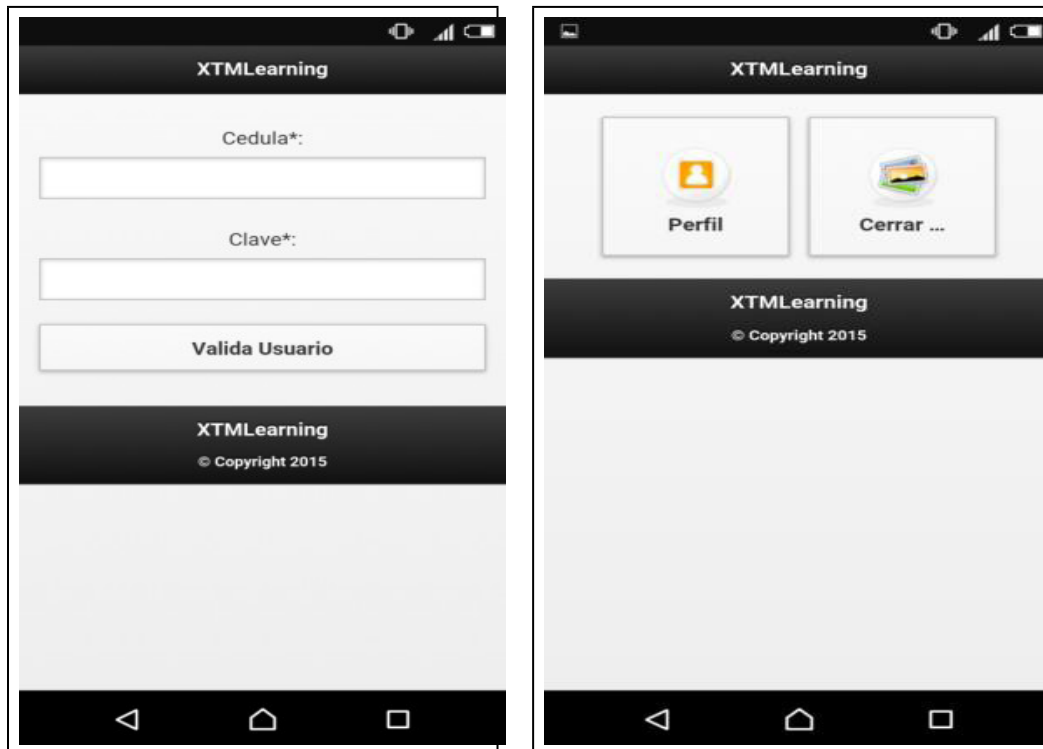 XTMLearning
Cedula*:
Clave*:
Valida Usuario
XTMLearning
© Copyright 2015
XTMLearning
Perfil
Cerrar ...
XTMLearning
© Copyright 2015